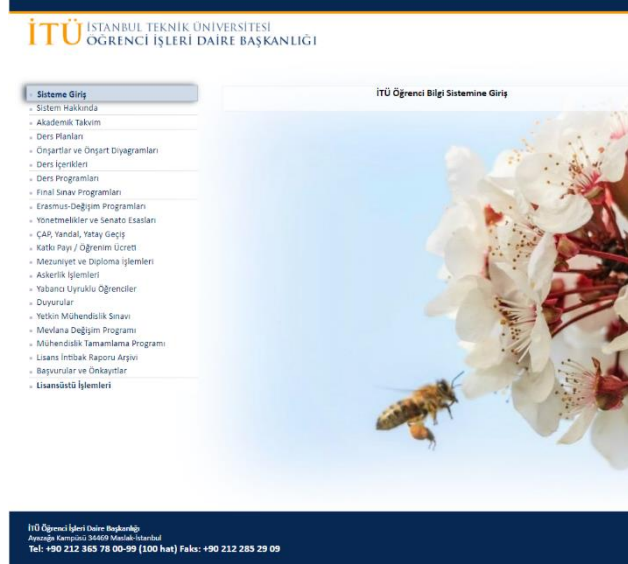 İTÜ
İSTANBUL TEKNİK ÜNİVERSİTESİ
ÖĞRENCİ İŞLERİ DAİRE BAŞKANLIĞI
Sisteme Giriş
Sistem Hakkında
Akademik Takvim
Ders Planları
Önşartlar ve Önşart Diyagramları
Ders İçerikleri
Ders Programları
Final Sınav Programları
Erasmus-Değişim Programları
Yönetmelikler ve Senato Esasları
ÇAP, Yandal, Yatay Geçiş
Katkı Payı / Öğrenim Ücreti
Mezuniyet ve Diploma İşlemleri
Askerlik İşlemleri
Yabancı Uyruklu Öğrenciler
Duyurular
Yetkin Mühendislik Sınavı
Mevlana Değişim Programı
Mühendislik Tamamlama Programı
Lisans İntibak Raporu Arşivi
Başvurular ve Önkayıtlar
Lisansüstü İşlemleri
İTÜ Öğrenci Bilgi Sistemine Giriş
İTÜ Öğrenci İşleri Daire Başkanlığı
Ayazağa Kampüsü 34469 Maslak-İstanbul
Tel: +90 212 365 78 00-99 (100 hat) Faks: +90 212 285 29 09